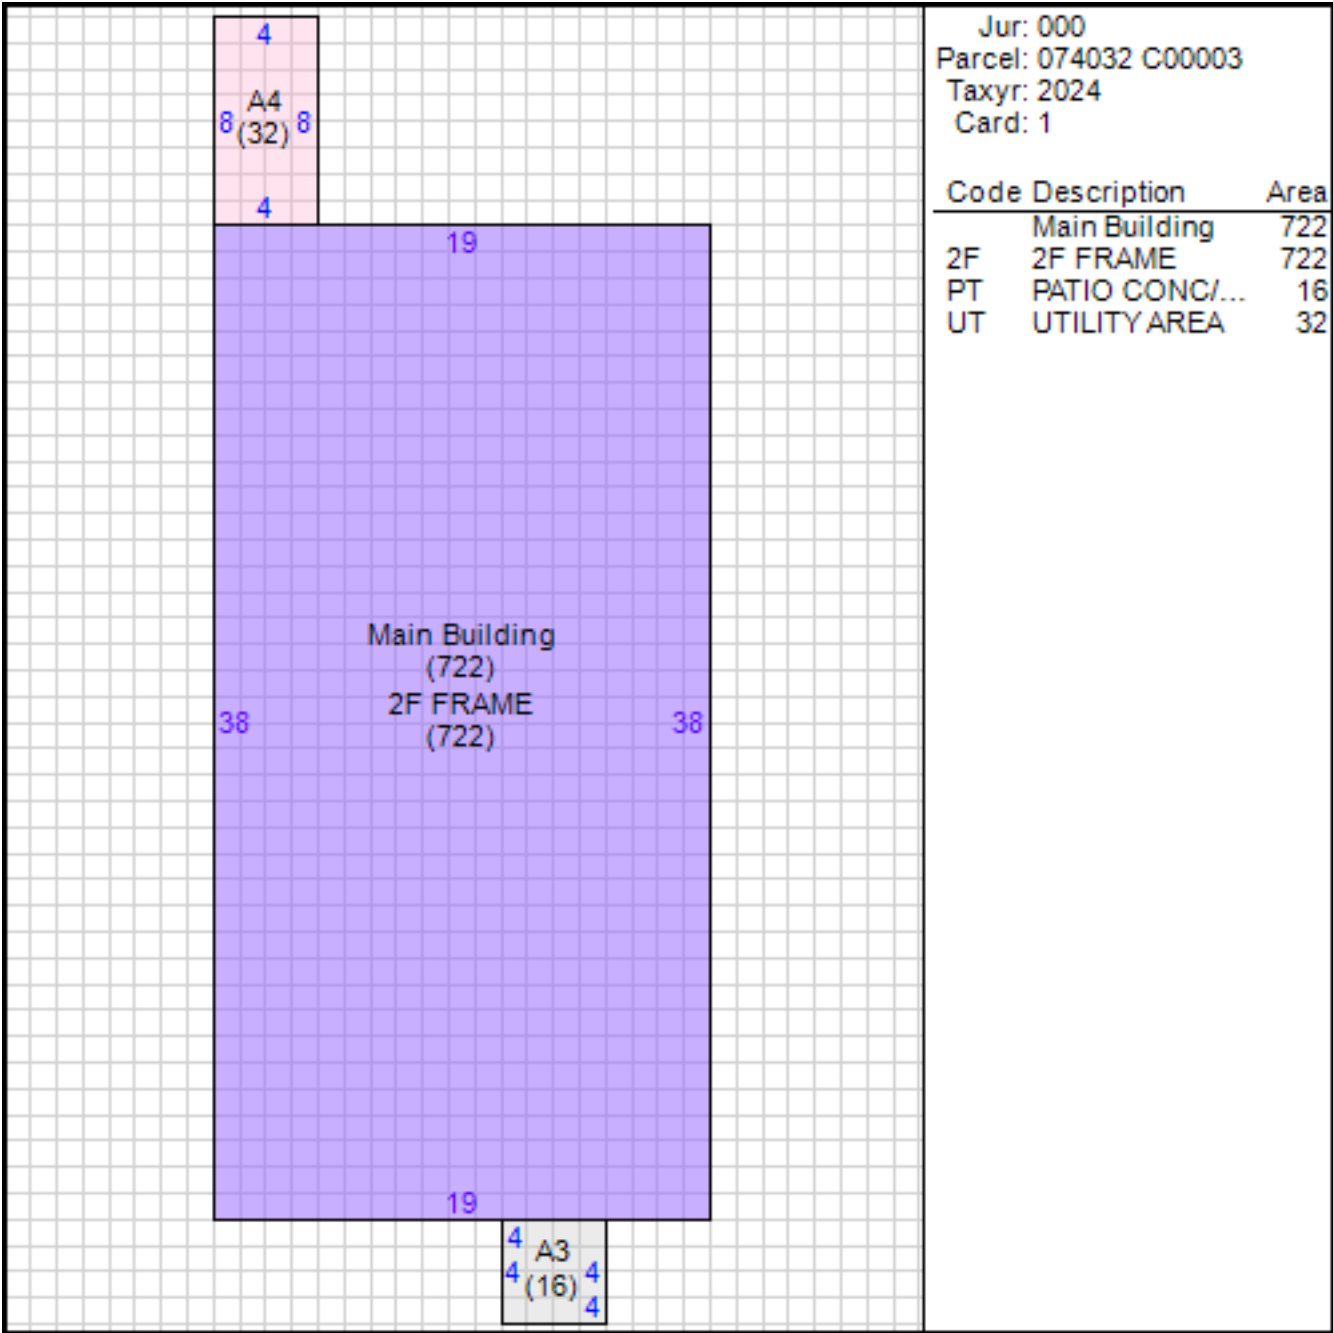 4
A4
8 (32) 8
4
19
Main Building
(722)
2F FRAME
(722)
38 38
19
4 A3
4 (16) 4
4
Jur: 000
Parcel: 074032 C00003
Taxyr: 2024
Card: 1
Code Description Area
Main Building 722
2F 2F FRAME 722
PT PATIO CONC/... 16
UT UTILITY AREA 32